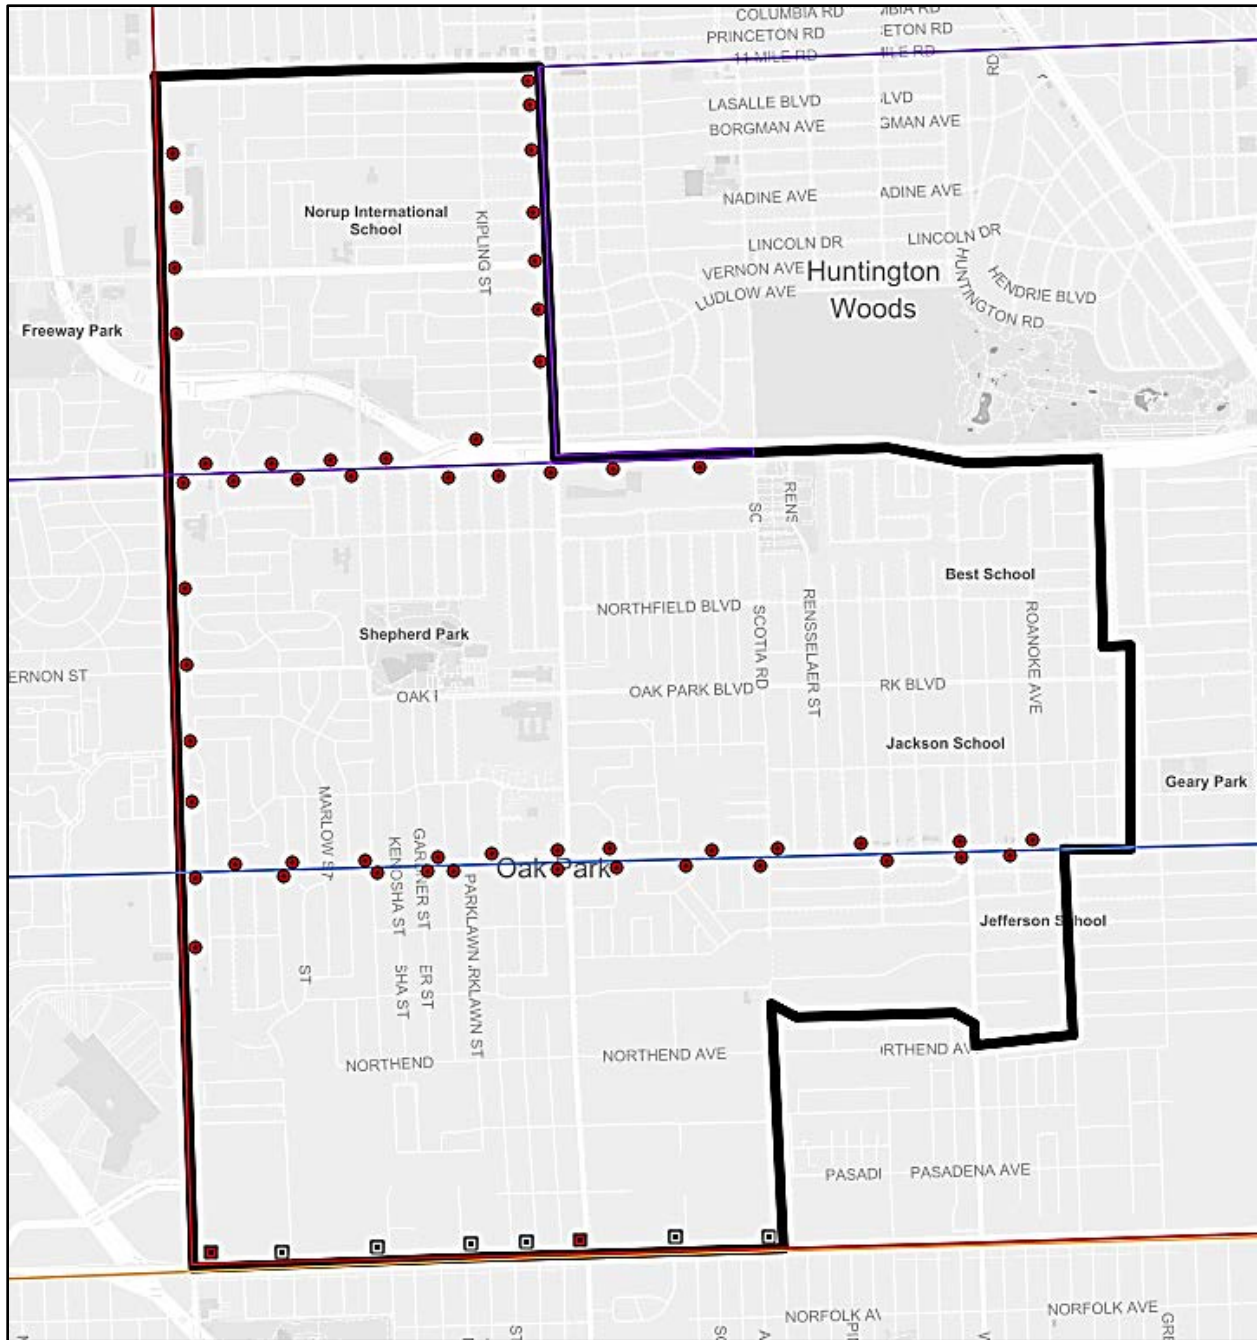 COLUMBIA RD
PRINCETON RD
ETON RD
11 MILE RD
RD
LASALLE BLVD
LVD
BORGMAN AVE
GMAN AVE
NADINE AVE
ADINE AVE
Norup International
School
KIPLING ST
LINCOLN DR
LINCOLN DR
VERNON AVE
Huntington
Woods
LUDLOW AVE
HUNTINGTON RD
HENDRIE BLVD
Freeway Park
RENS
SC
Best School
NORTHFIELD BLVD
SCOTIA RD
RENSSELAER ST
ROANOKE AVE
Shepherd Park
ERNON ST
OAK
OAK PARK BLVD
RK BLVD
Jackson School
Geary Park
MARLOW ST
KENOSHA ST
GARDNER ST
PARKLAWN
Oak Park
Jefferson School
ST
SHA ST
ER ST
RKLAWN ST
NORTHEND
NORTHEND AVE
RTHEND AV
PASADI
PASADENA AVE
NORFOLK AV
NORFOLK AVE
GRE
ST